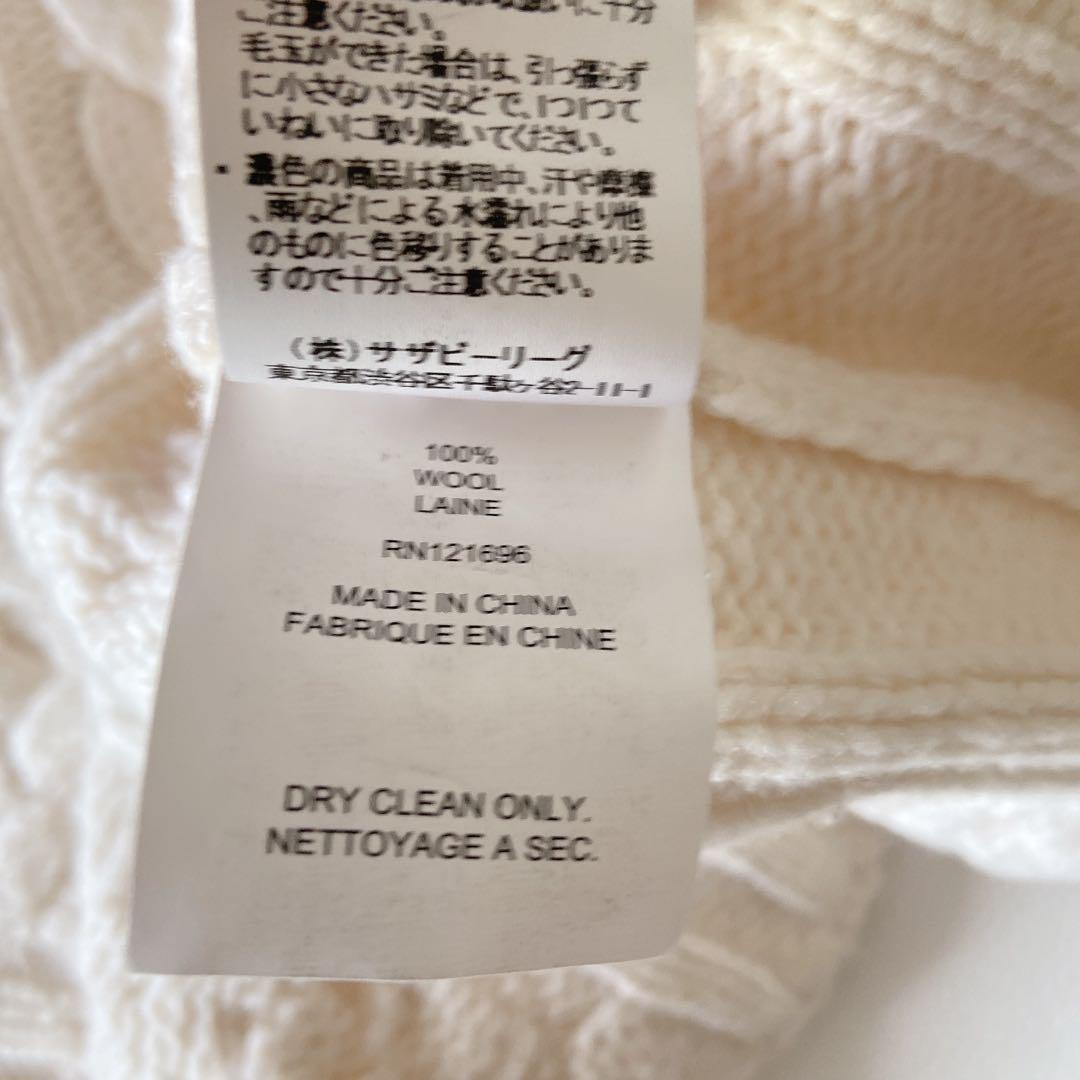 に十分
ご注意ください。
毛玉ができた場合は、引っ張らず
に小さなハサミなどで、1つ1つて
いねいに取り除いてください。
・濃色の商品は着用中、汗や摩擦
、雨などによる水濡れにより他
のものに色移りすることがありま
すので十分ご注意ください。
(株)サザビーリーグ
東京都渋谷区千駄ヶ谷2-11-1
100%
WOOL
LAINE
RN121696
MADE IN CHINA
FABRIQUE EN CHINE
DRY CLEAN ONLY.
NETTOYAGE A SEC.